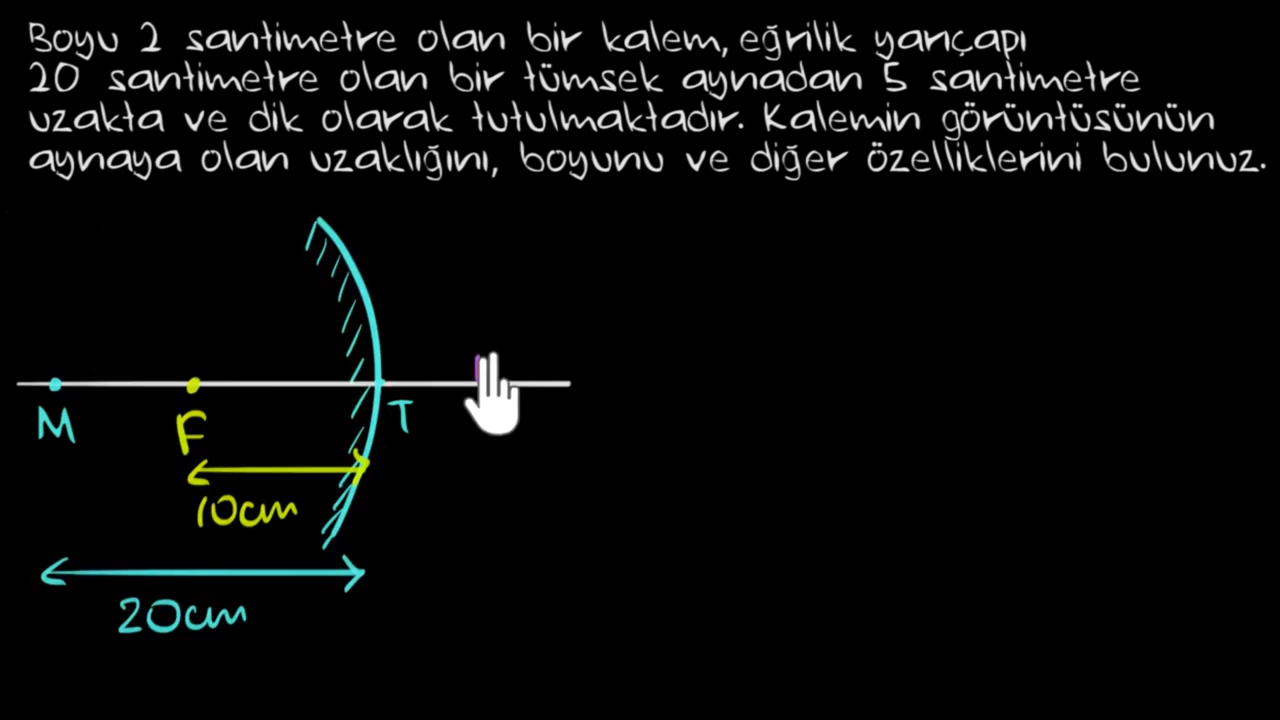 Boyu 2 santimetre olan bir kalem, eğrilik yarıçapı
20 santimetre olan bir tümsek aynadan 5 santimetre
uzakta ve dik olarak tutulmaktadır. Kalemin görüntüsünün
aynaya olan uzaklığını, boyunu ve diğer özelliklerini bulunuz.
M F T
10cm
20cm